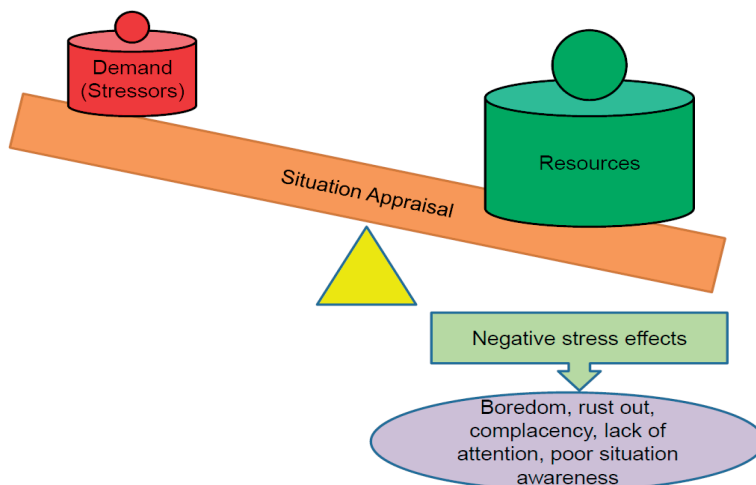 Demand
(Stressors)
Resources
Situation Appraisal
Negative stress effects
Boredom, rust out,
complacency, lack of
attention, poor situation
awareness